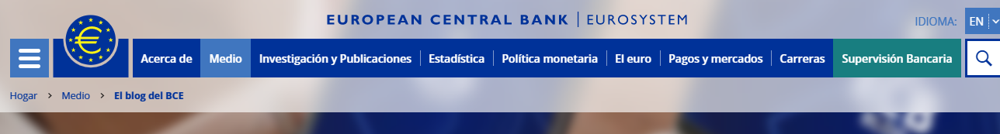 EUROPEAN CENTRAL BANK | EUROSYSTEM
IDIOMA: EN
Acerca de Medio Investigación y Publicaciones Estadística Política monetaria El euro Pagos y mercados Carreras Supervisión Bancaria
Hogar > Medio > El blog del BCE